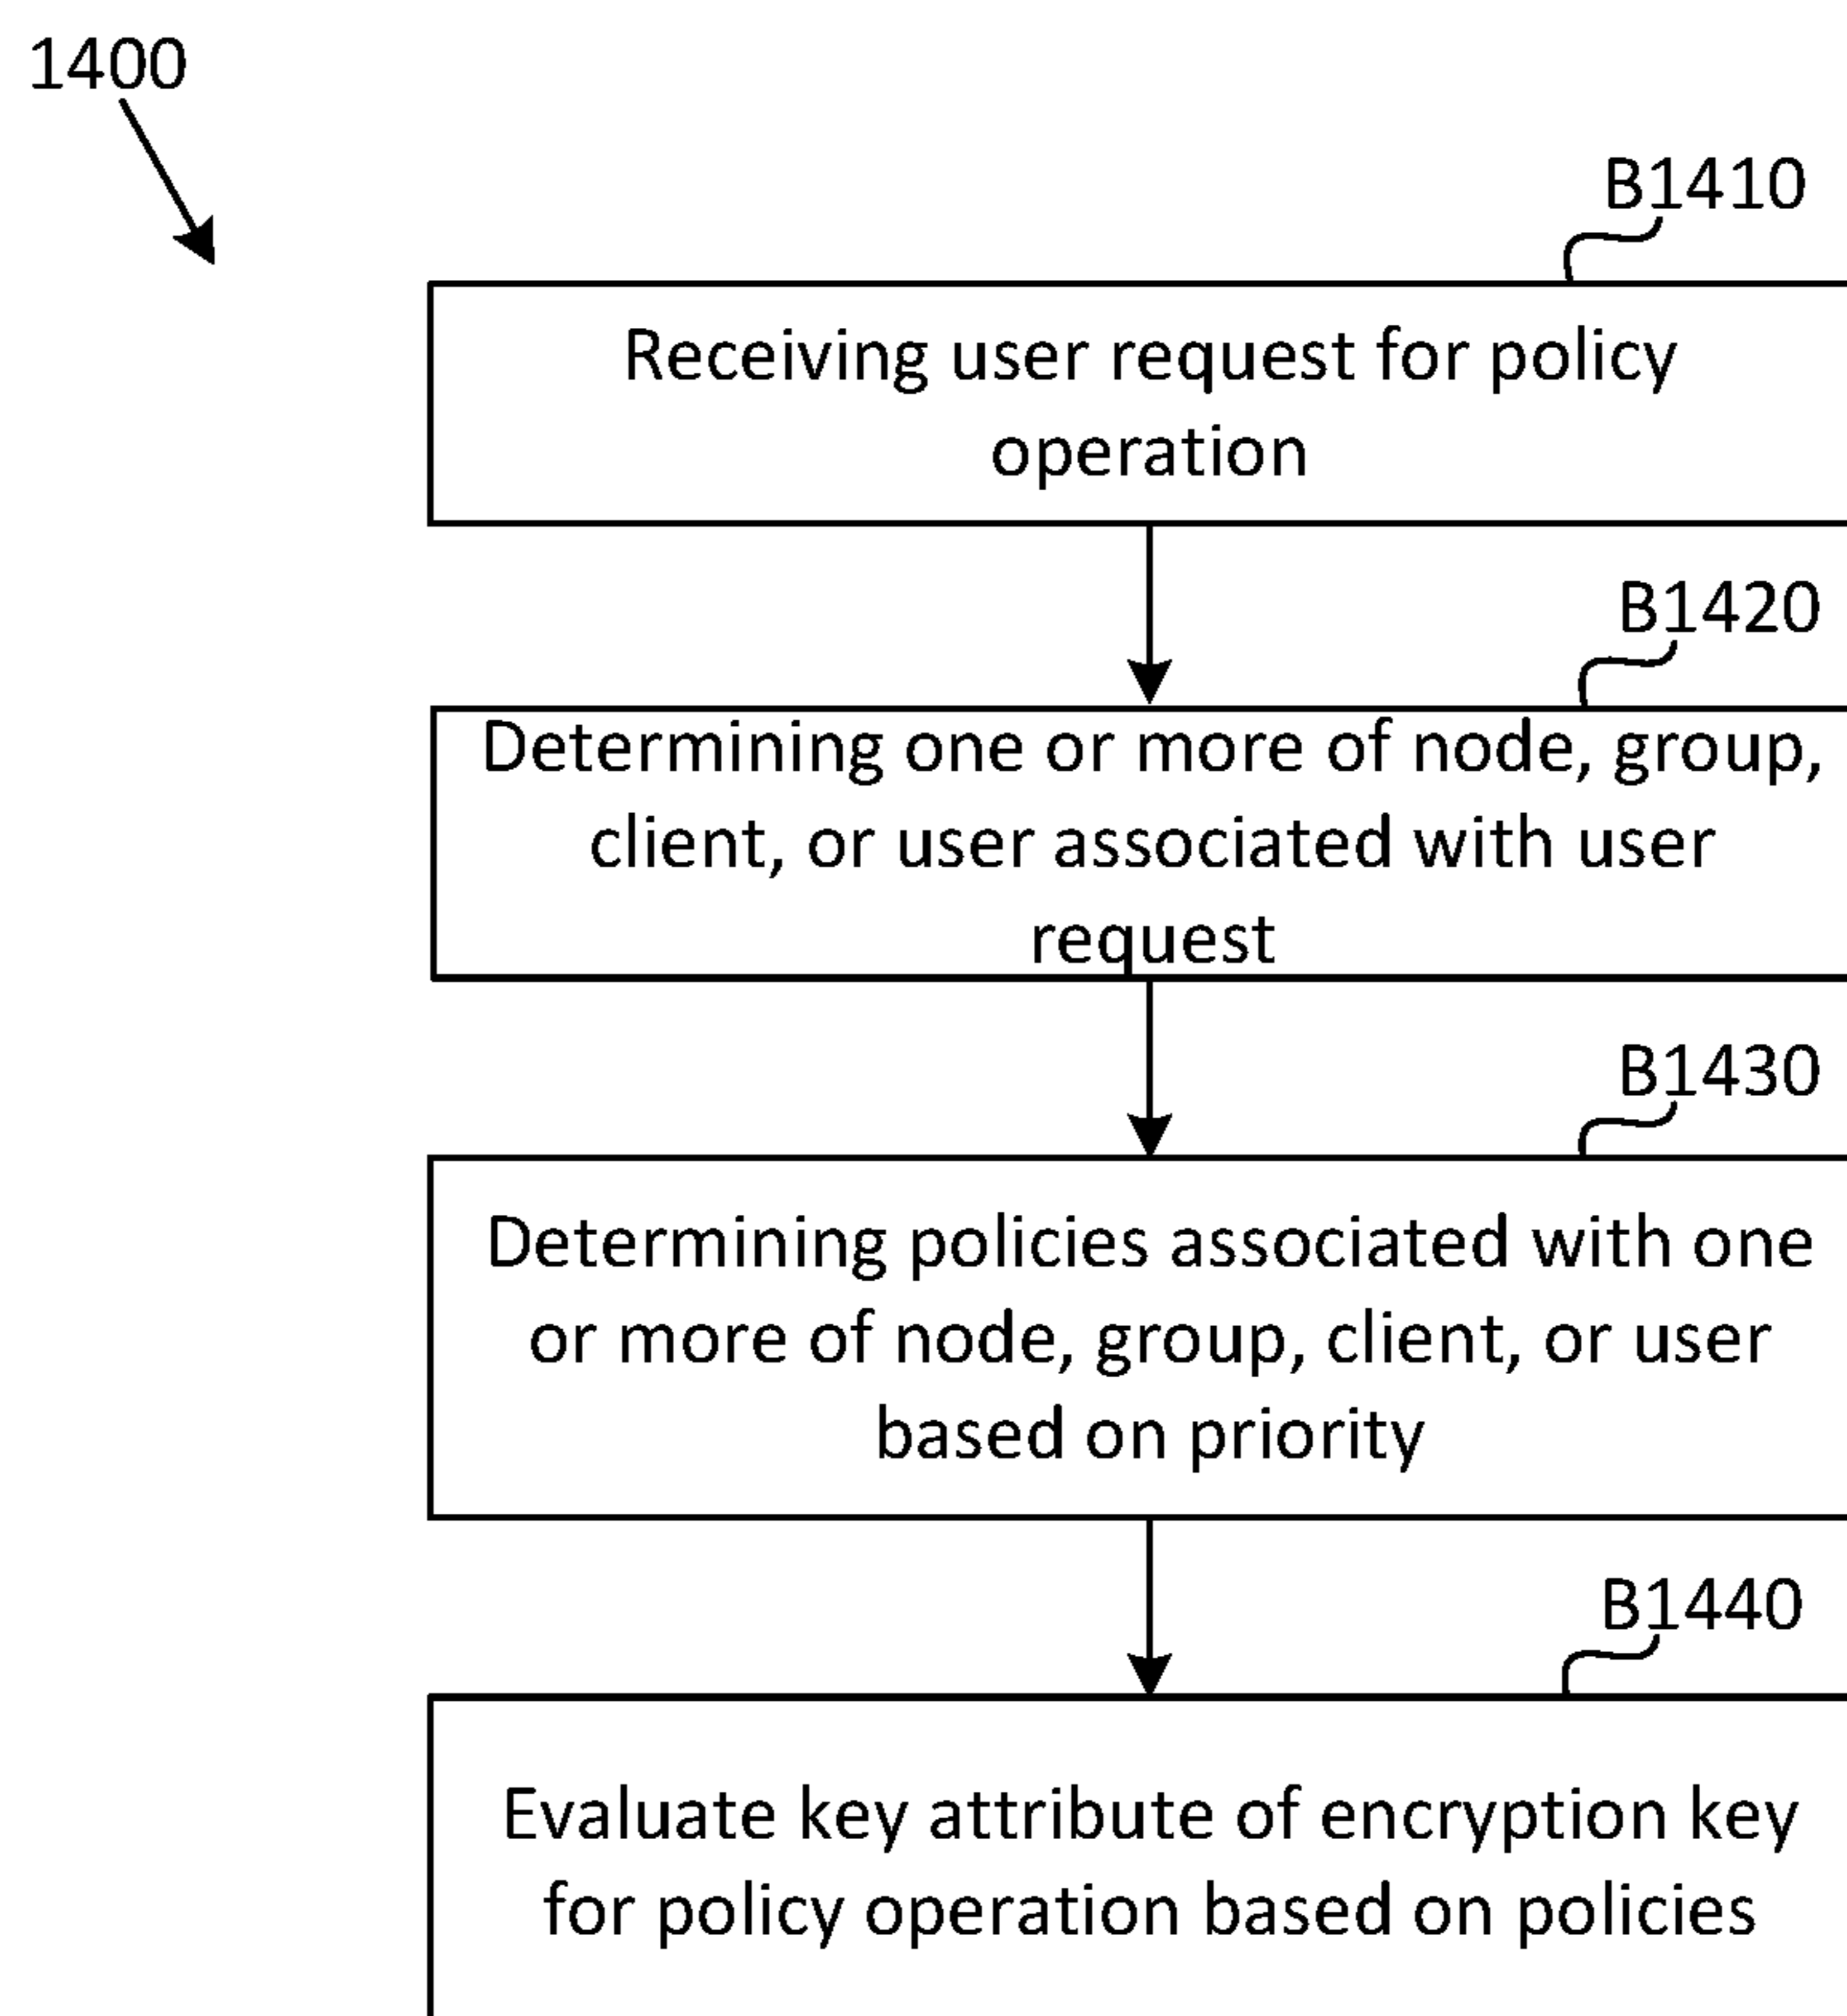 1400
B1410
Receiving user request for policy
operation
B1420
Determining one or more of node, group,
client, or user associated with user
request
B1430
Determining policies associated with one
or more of node, group, client, or user
based on priority
B1440
Evaluate key attribute of encryption key
for policy operation based on policies